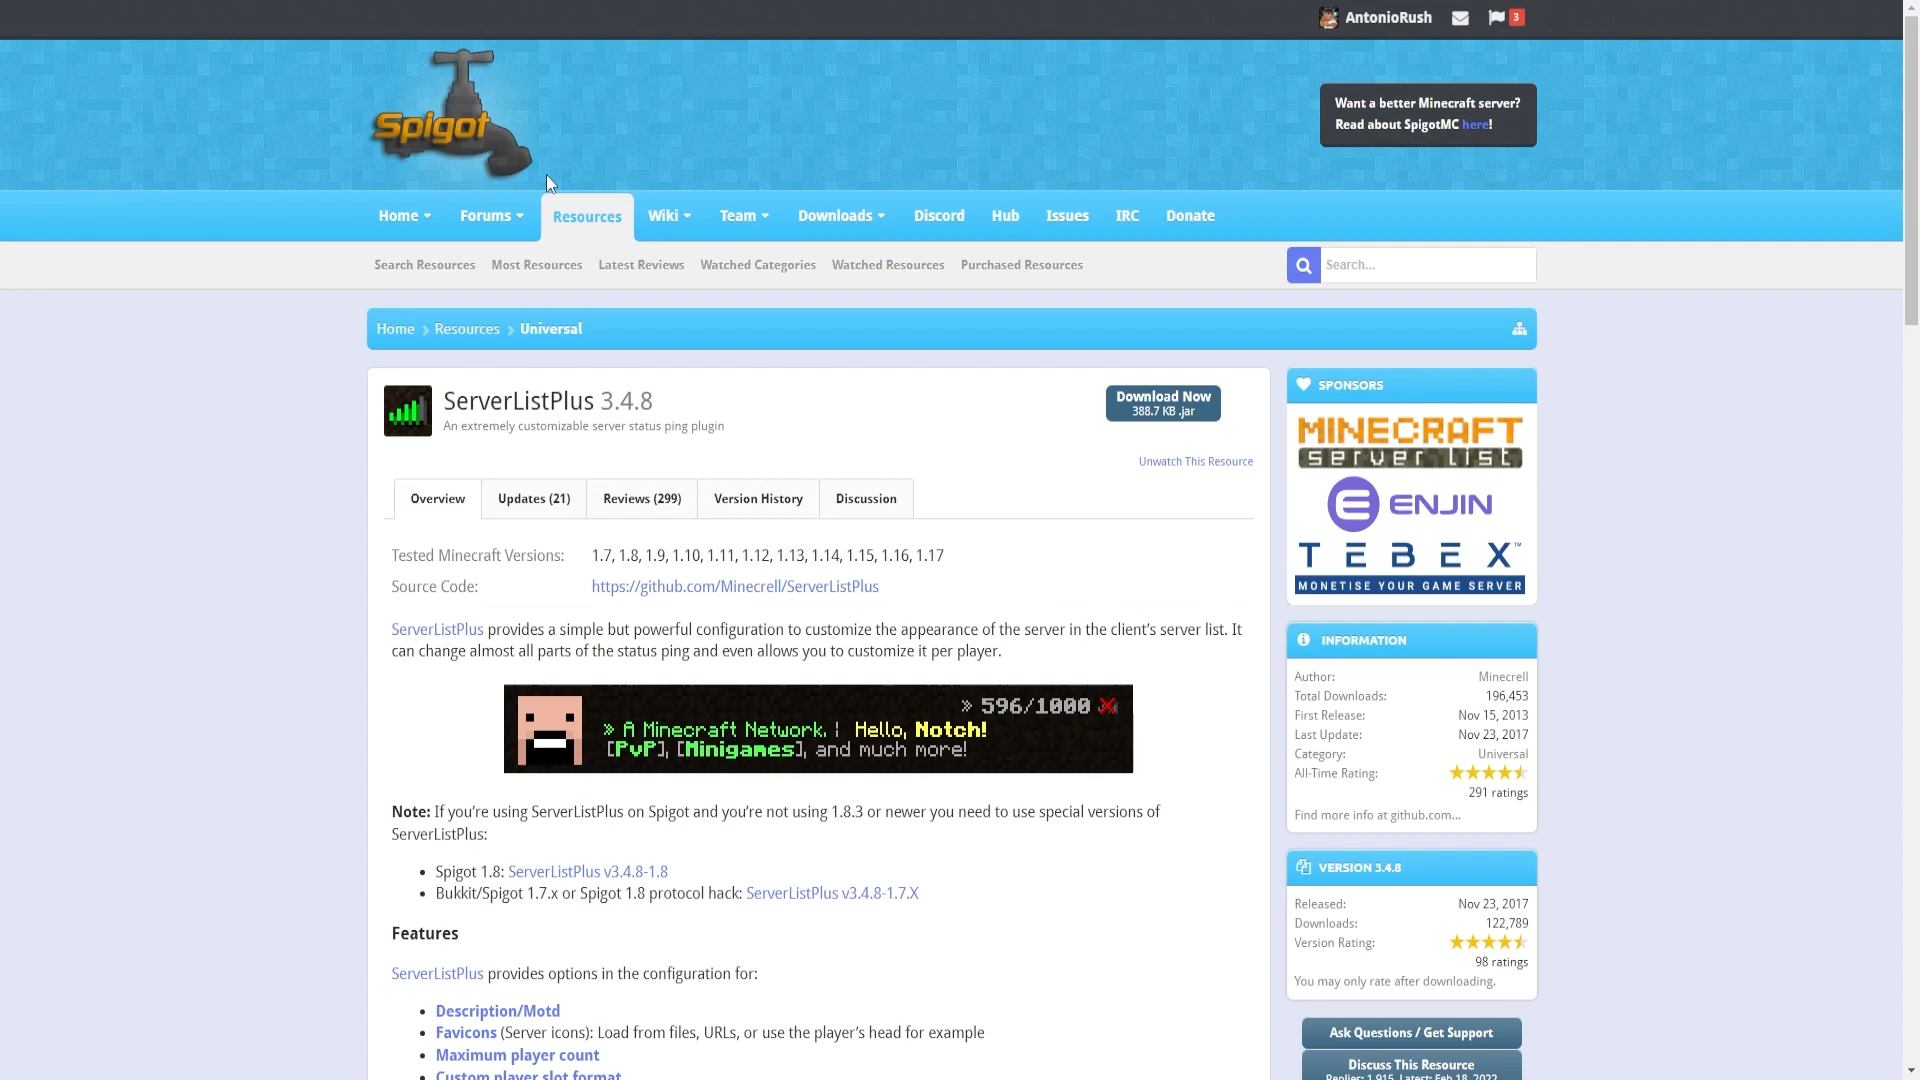 AntonioRush
3
Spigot
Want a better Minecraft server?
Read about SpigotMC here!
Home
Forums
Resources
Wiki
Team
Downloads
Discord
Hub
Issues
IRC
Donate
Search Resources
Most Resources
Latest Reviews
Watched Categories
Watched Resources
Purchased Resources
Search...
Home
Resources
Universal
ServerListPlus 3.4.8
An extremely customizable server status ping plugin
Download Now
388.7 KB .jar
Unwatch This Resource
Overview
Updates (21)
Reviews (299)
Version History
Discussion
Tested Minecraft Versions: 1.7, 1.8, 1.9, 1.10, 1.11, 1.12, 1.13, 1.14, 1.15, 1.16, 1.17
Source Code: https://github.com/Minecrell/ServerListPlus
ServerListPlus provides a simple but powerful configuration to customize the appearance of the server in the client's server list. It
can change almost all parts of the status ping and even allows you to customize it per player.
» 596/1000
» A Minecraft Network. ¦ Hello, Notch!
[PvP], [Minigames], and much more!
Note: If you're using ServerListPlus on Spigot and you're not using 1.8.3 or newer you need to use special versions of
ServerListPlus:
• Spigot 1.8: ServerListPlus v3.4.8-1.8
• Bukkit/Spigot 1.7.x or Spigot 1.8 protocol hack: ServerListPlus v3.4.8-1.7.X
Features
ServerListPlus provides options in the configuration for:
• Description/Motd
• Favicons (Server icons): Load from files, URLs, or use the player's head for example
• Maximum player count
• Custom player slot format
SPONSORS
MINECRAFT
server list
ENJIN
TEBEX™
MONETISE YOUR GAME SERVER
INFORMATION
Author: Minecrell
Total Downloads: 196,453
First Release: Nov 15, 2013
Last Update: Nov 23, 2017
Category: Universal
All-Time Rating:
291 ratings
Find more info at github.com...
VERSION 3.4.8
Released: Nov 23, 2017
Downloads: 122,789
Version Rating:
98 ratings
You may only rate after downloading.
Ask Questions / Get Support
Discuss This Resource
Replies: 1,915, Latest: Feb 18, 2022